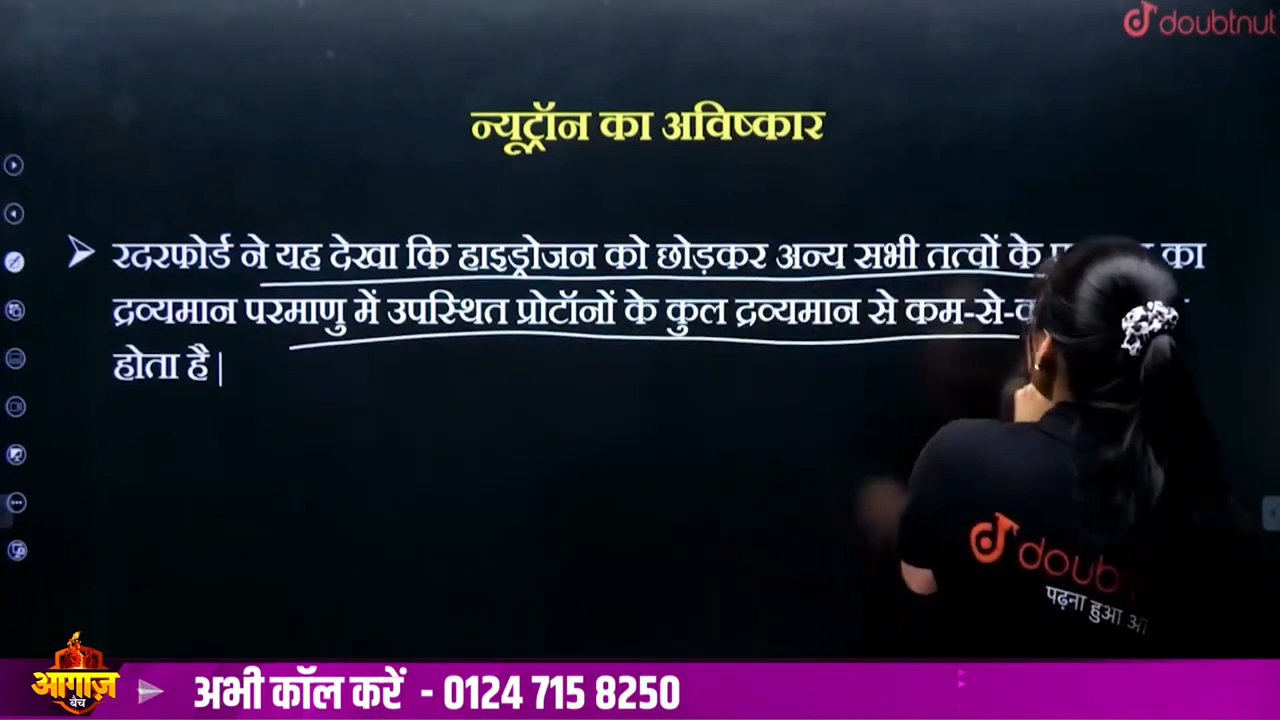 doubtnut
न्यूट्रॉन का अविष्कार
रदरफोर्ड ने यह देखा कि हाइड्रोजन को छोड़कर अन्य सभी तत्वों के का
द्रव्यमान परमाणु में उपस्थित प्रोटॉनों के कुल द्रव्यमान से कम-से-
होता है |
doub
पढ़ना हुआ
आगाज़
बैच
अभी कॉल करें - 0124 715 8250